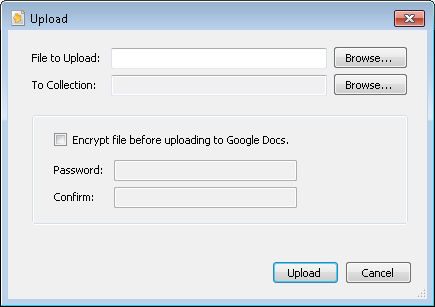 Upload
File to Upload: Browse...
To Collection: Browse...
Encrypt file before uploading to Google Docs.
Password:
Confirm:
Upload Cancel